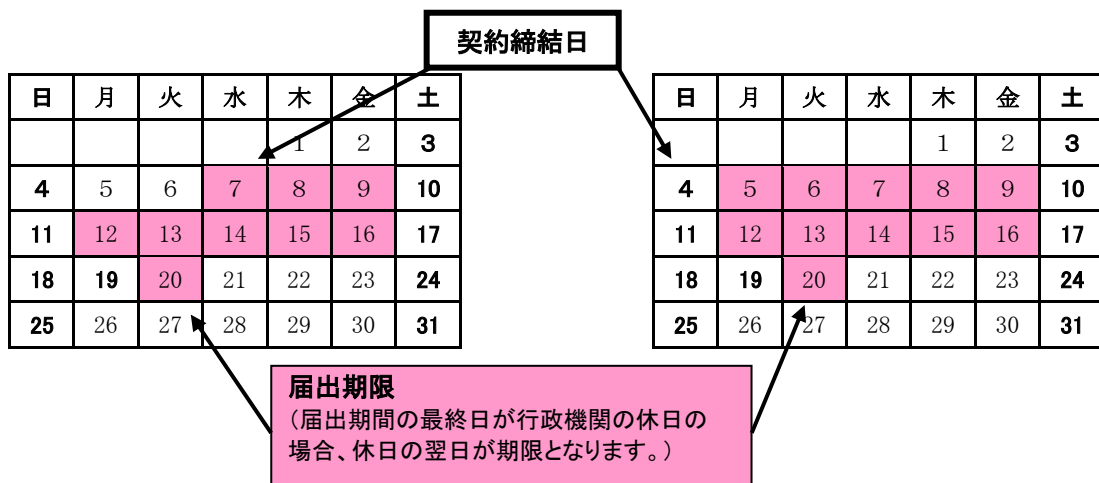 契約締結日
日 月 火 水 木 金 土
1 2 3
4 5 6 7 8 9 10
11 12 13 14 15 16 17
18 19 20 21 22 23 24
25 26 27 28 29 30 31
日 月 火 水 木 金 土
1 2 3
4 5 6 7 8 9 10
11 12 13 14 15 16 17
18 19 20 21 22 23 24
25 26 27 28 29 30 31
届出期限
(届出期間の最終日が行政機関の休日の
場合、休日の翌日が期限となります。)